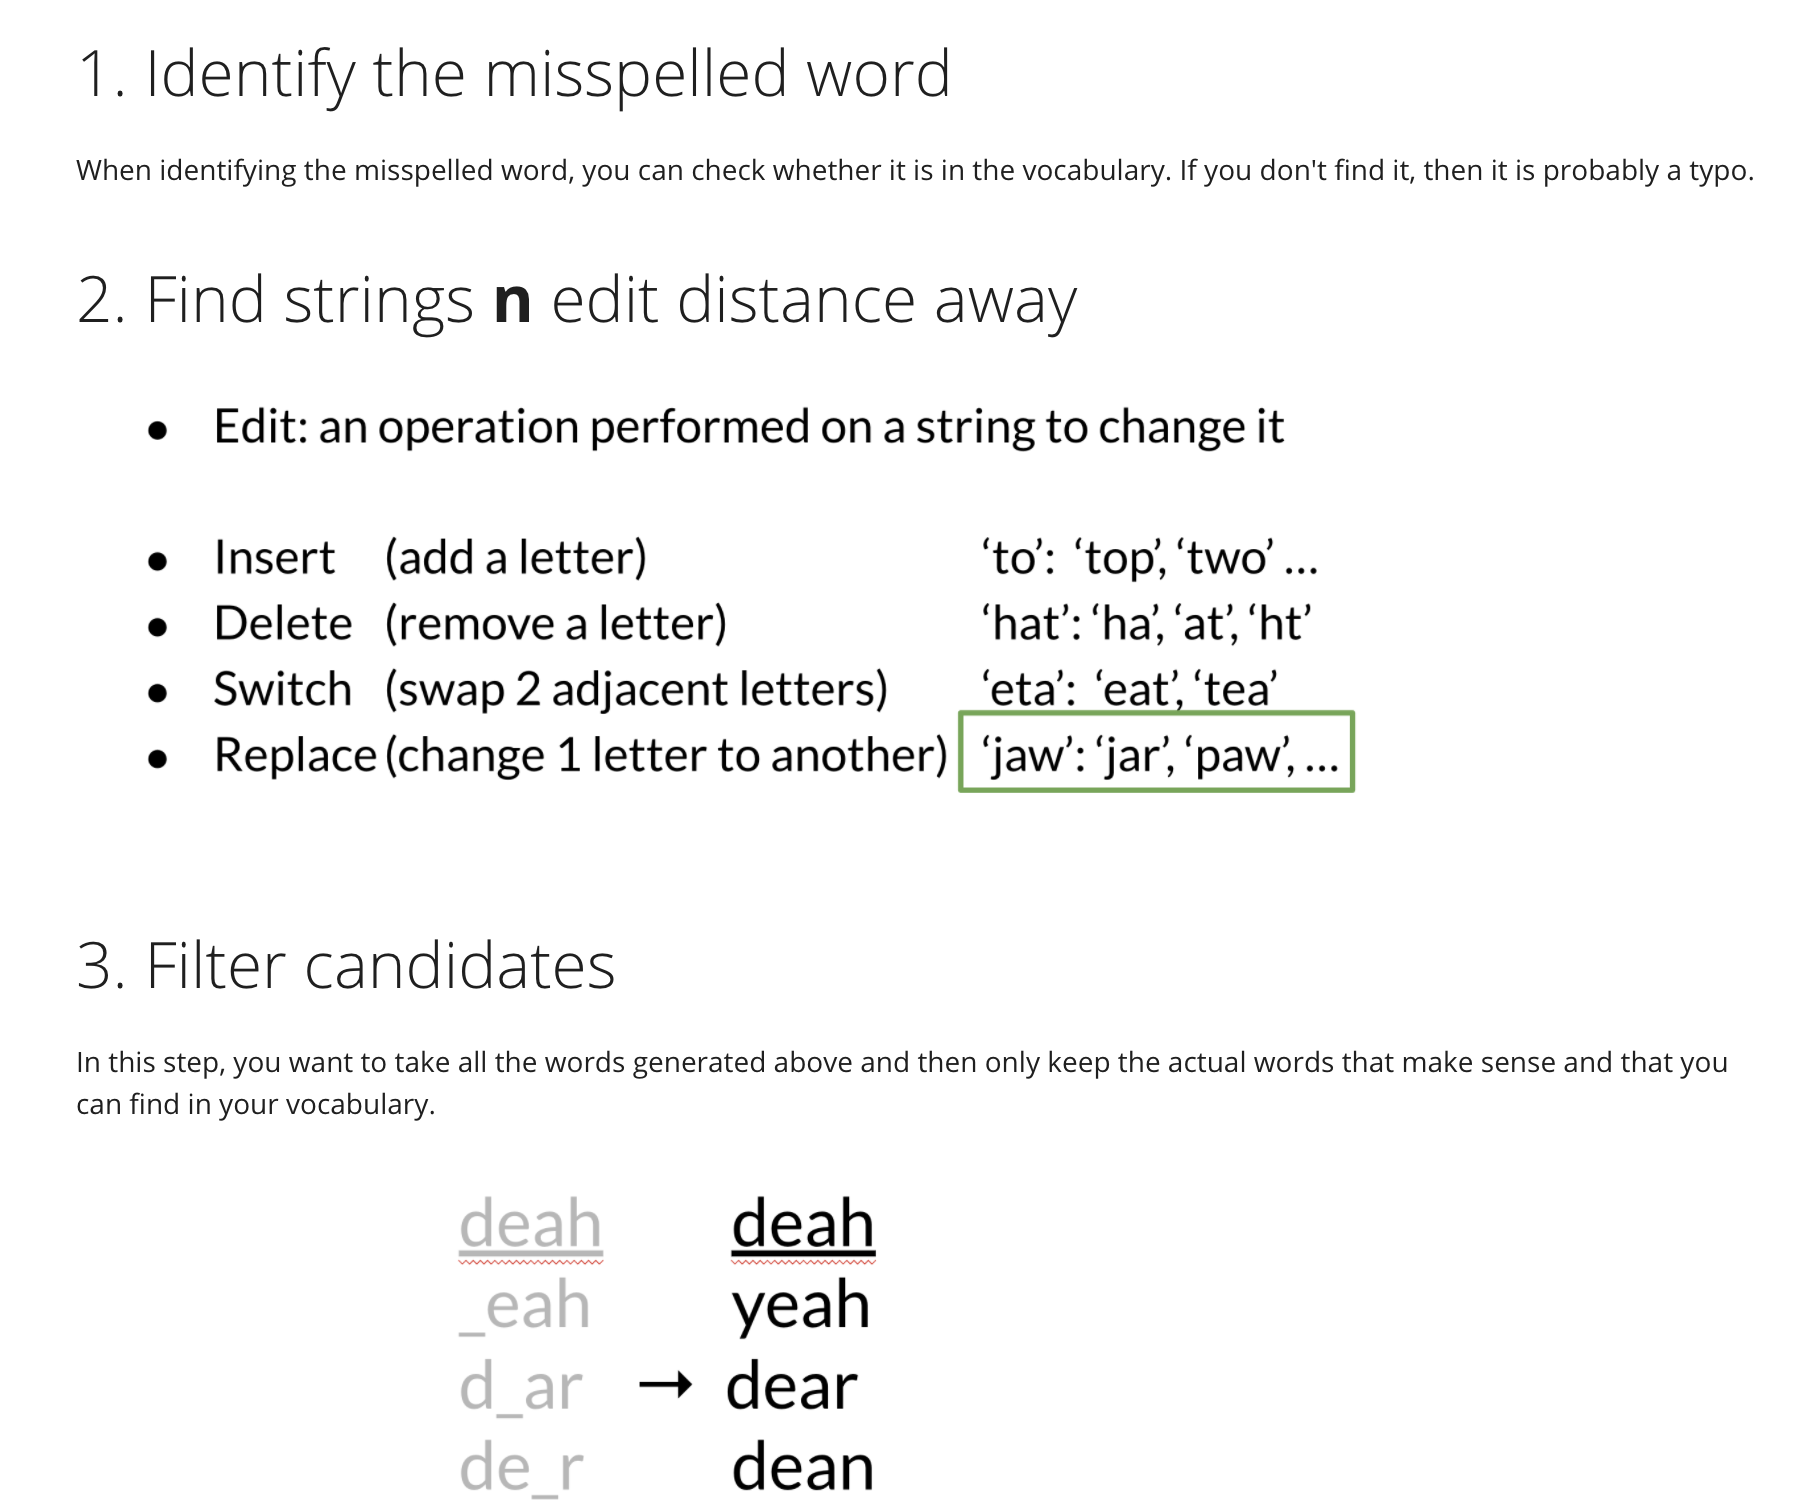 1. Identify the misspelled word
When identifying the misspelled word, you can check whether it is in the vocabulary. If you don't find it, then it is probably a typo.
2. Find strings n edit distance away
● Edit: an operation performed on a string to change it
● Insert (add a letter) ‘to’: ‘top’, ‘two’ ...
● Delete (remove a letter) ‘hat’: ‘ha’, ‘at’, ‘ht’
● Switch (swap 2 adjacent letters) ‘eta’: ‘eat’, ‘tea’
● Replace (change 1 letter to another) ‘jaw’: ‘jar’, ‘paw’, ...
3. Filter candidates
In this step, you want to take all the words generated above and then only keep the actual words that make sense and that you
can find in your vocabulary.
deah deah
_eah yeah
d_ar → dear
de_r dean